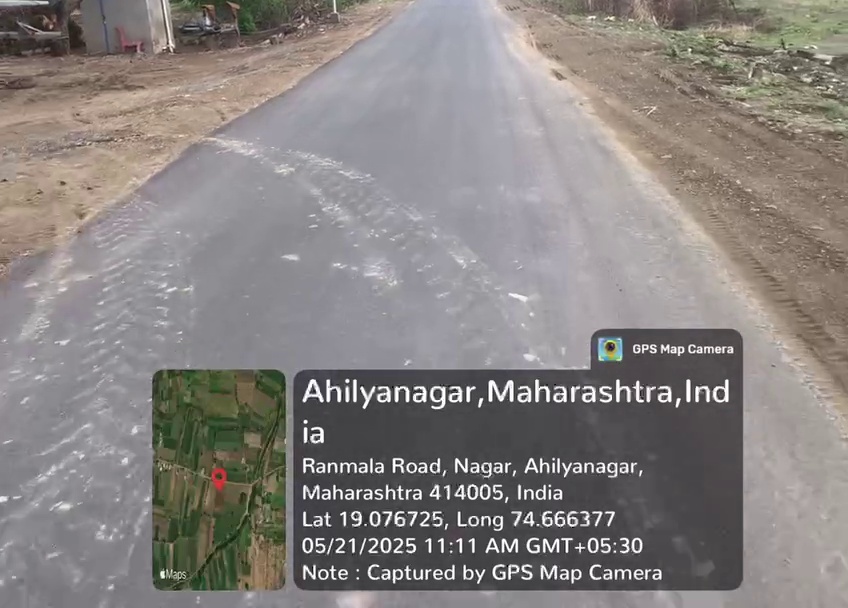 GPS Map Camera
Ahilyanagar,Maharashtra,Ind
ia
Ranmala Road, Nagar, Ahilyanagar,
Maharashtra 414005, India
Lat 19.076725, Long 74.666377
05/21/2025 11:11 AM GMT+05:30
Note : Captured by GPS Map Camera
Maps